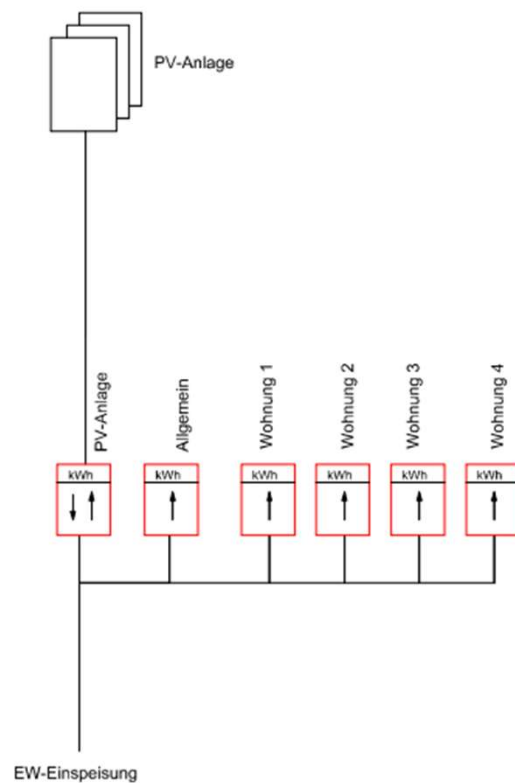 PV-Anlage
PV-Anlage
Allgemein
Wohnung 1
Wohnung 2
Wohnung 3
Wohnung 4
kWh
kWh
kWh
kWh
kWh
kWh
EW-Einspeisung